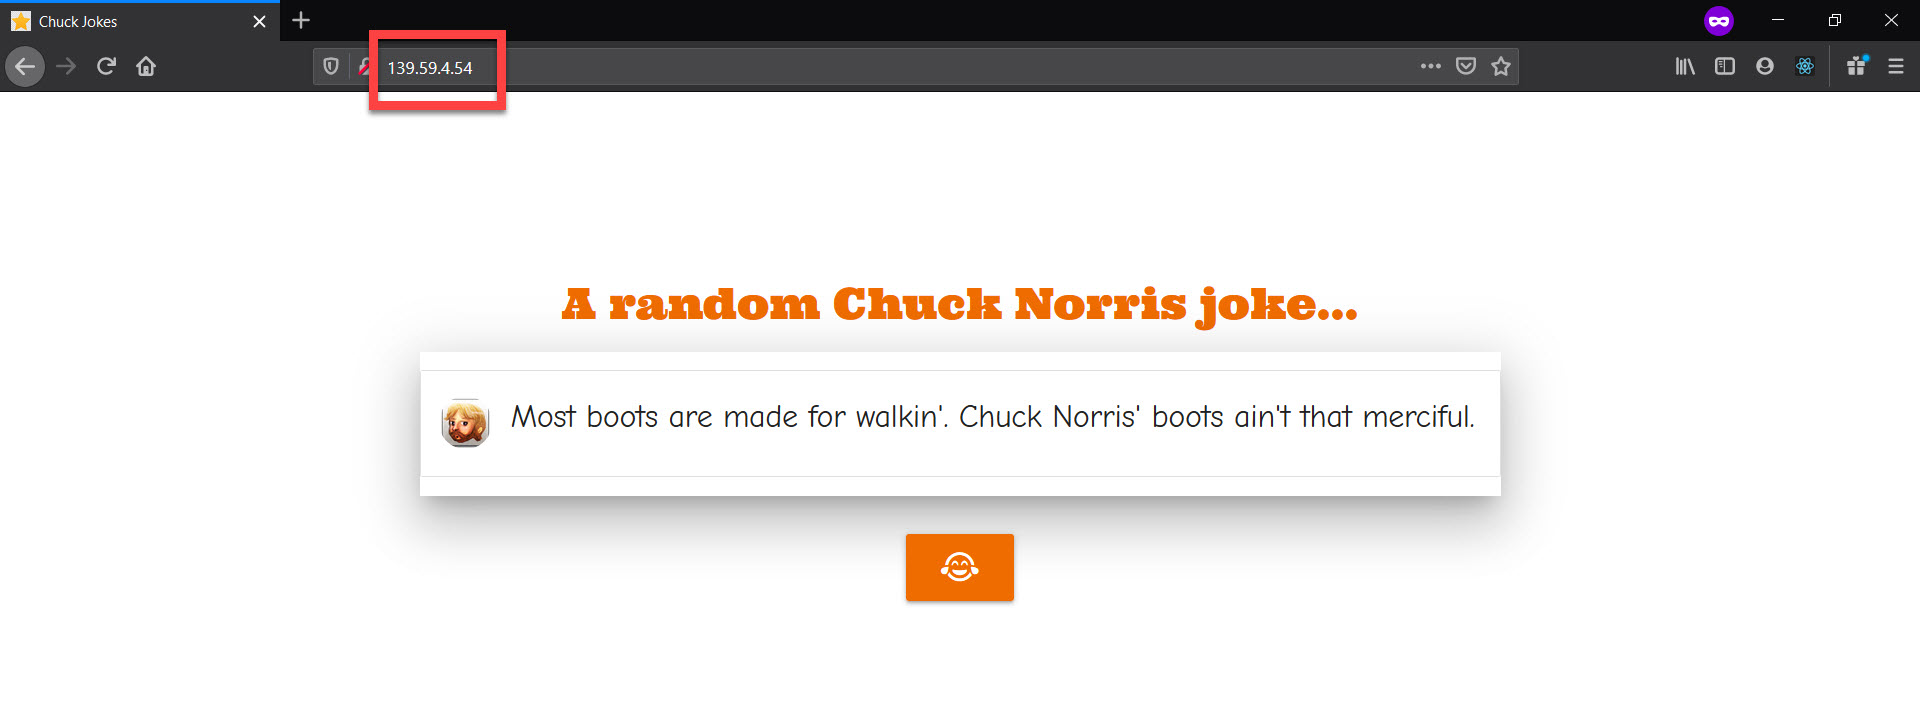 Chuck Jokes
139.59.4.54
A random Chuck Norris joke...
Most boots are made for walkin'. Chuck Norris' boots ain't that merciful.